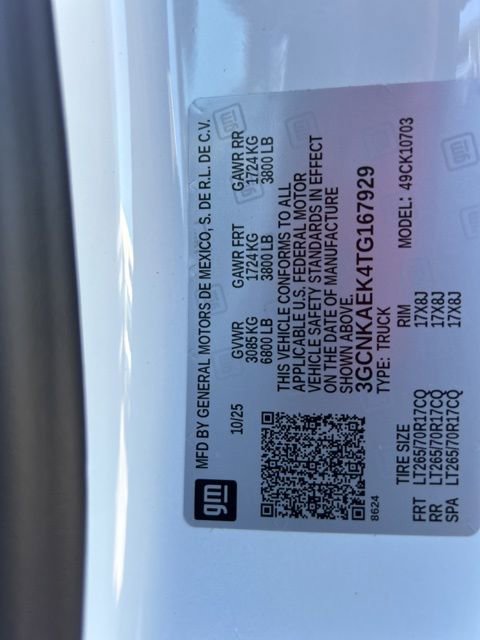 gm
MFD BY GENERAL MOTORS DE MEXICO, S. DE R.L. DE C.V.
10/25
GVWR GAWR FRT GAWR RR
3085 KG 1724 KG 1724 KG
6800 LB 3800 LB 3800 LB
THIS VEHICLE CONFORMS TO ALL
APPLICABLE U.S. FEDERAL MOTOR
VEHICLE SAFETY STANDARDS IN EFFECT
ON THE DATE OF MANUFACTURE
SHOWN ABOVE.
3GCNKAEK4TG167929
TYPE: TRUCK
8624
MODEL: 49CK10703
TIRE SIZE RIM
FRT LT265/70R17CQ 17X8J
RR LT265/70R17CQ 17X8J
SPA LT265/70R17CQ 17X8J